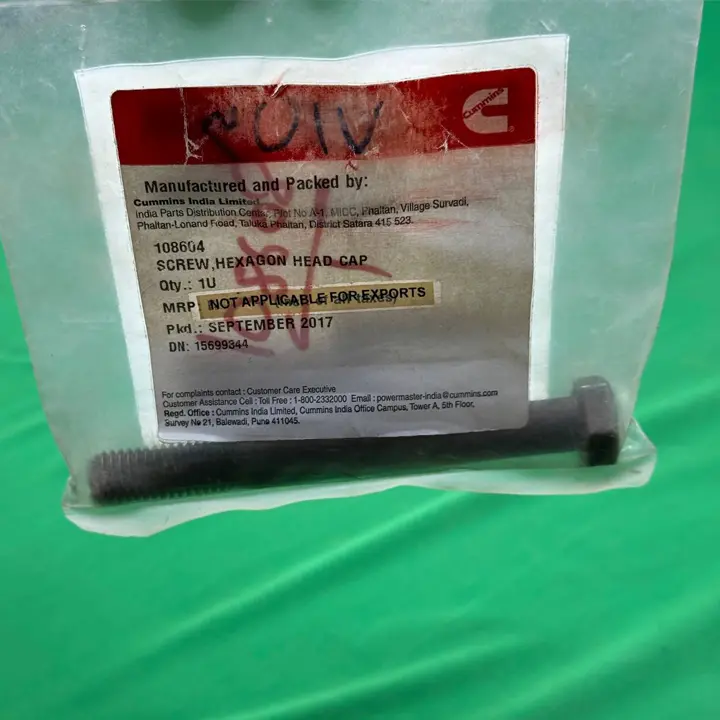 Cummins
Manufactured and Packed by:
Cummins India Limited
India Parts Distribution Center, Plot No A-1, MICC, Phaltan, Village Survadi,
Phaltan-Lonand Road, Taluka Phaltan, District Satara 415 523.
108604
SCREW,HEXAGON HEAD CAP
Qty.: 1U
MRP: NOT APPLICABLE FOR EXPORTS
Pkd.: SEPTEMBER 2017
DN: 15699344
For complaints contact : Customer Care Executive
Customer Assistance Cell : Toll Free : 1-800-2332000 Email : powermaster-india@cummins.com
Regd. Office : Cummins India Limited, Cummins India Office Campus, Tower A, 5th Floor,
Survey No 21, Balewadi, Pune 411045.